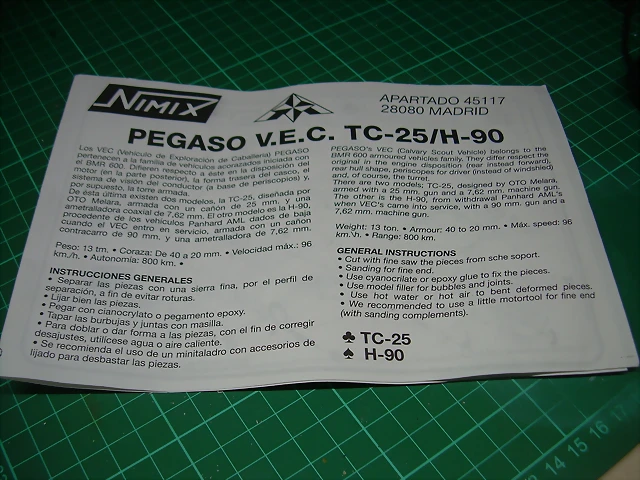 NIMIX
APARTADO 45117
28080 MADRID
PEGASO V.E.C. TC-25/H-90
Los VEC (Vehículo de Exploración de Caballería) PEGASO
pertenecen a la familia de vehículos acorazados iniciada con
el BMR 600. Difieren respecto a éste en la disposición del
motor (en la parte posterior), la forma trasera del casco, el
sistema de visión del conductor (a base de periscopios) y,
por supuesto, la torre armada.
De ésta última existen dos modelos, la TC-25, diseñada por
OTO Melara, armada con un cañón de 25 mm, y una
ametralladora coaxial de 7,62 mm. El otro modelo es la H-90,
procedente de los vehículos Panhard AML dados de baja
cuando el VEC entro en servicio, armada con un cañón
contracarro de 90 mm, y una ametralladora de 7,62 mm.
Peso: 13 tm. • Coraza: De 40 a 20 mm. • Velocidad máx.: 96
km./h. • Autonomía: 800 km. •
INSTRUCCIONES GENERALES
• Separar las piezas con una sierra fina, por el perfil de
separación, a fin de evitar roturas.
• Lijar bien las piezas.
• Pegar con cianocrylato o pegamento epoxy.
• Tapar las burbujas y juntas con masilla.
• Para doblar o dar forma a las piezas, con el fin de corregir
desajustes, utilícese agua o aire caliente.
• Se recomienda el uso de un minitaladro con accesorios de
lijado para desbastar las piezas.
PEGASO's VEC (Calvary Scout Vehicle) belongs to the
BMR 600 armoured vehicles family. They differ respect the
original in the engine disposition (rear instead forward),
rear hull shape, periscopes for driver (instead of windshied)
and, of course, the turret.
There are two models; TC-25, designed by OTO Melara,
armed with a 25 mm. gun and a 7,62 mm. machine gun.
The other is the H-90, from withdrawal Panhard AML's
when VEC's came into service, with a 90 mm. gun and a
7,62 mm. machine gun.
Weight: 13 ton. • Armour: 40 to 20 mm. • Máx. speed: 96
km.\h. • Range: 800 km.
GENERAL INSTRUCTIONS
• Cut with fine saw the pieces from sche soport.
• Sanding for fine end.
• Use cyanocrilate or epoxy glue to fix the pieces.
• Use model filler for bubbles and joints.
• Use hot water or hot air to bent deformed pieces.
• We recommended to use a little motortool for fine end
(with sanding complements).
♣ TC-25
♠ H-90
12 13 14 15 16 17